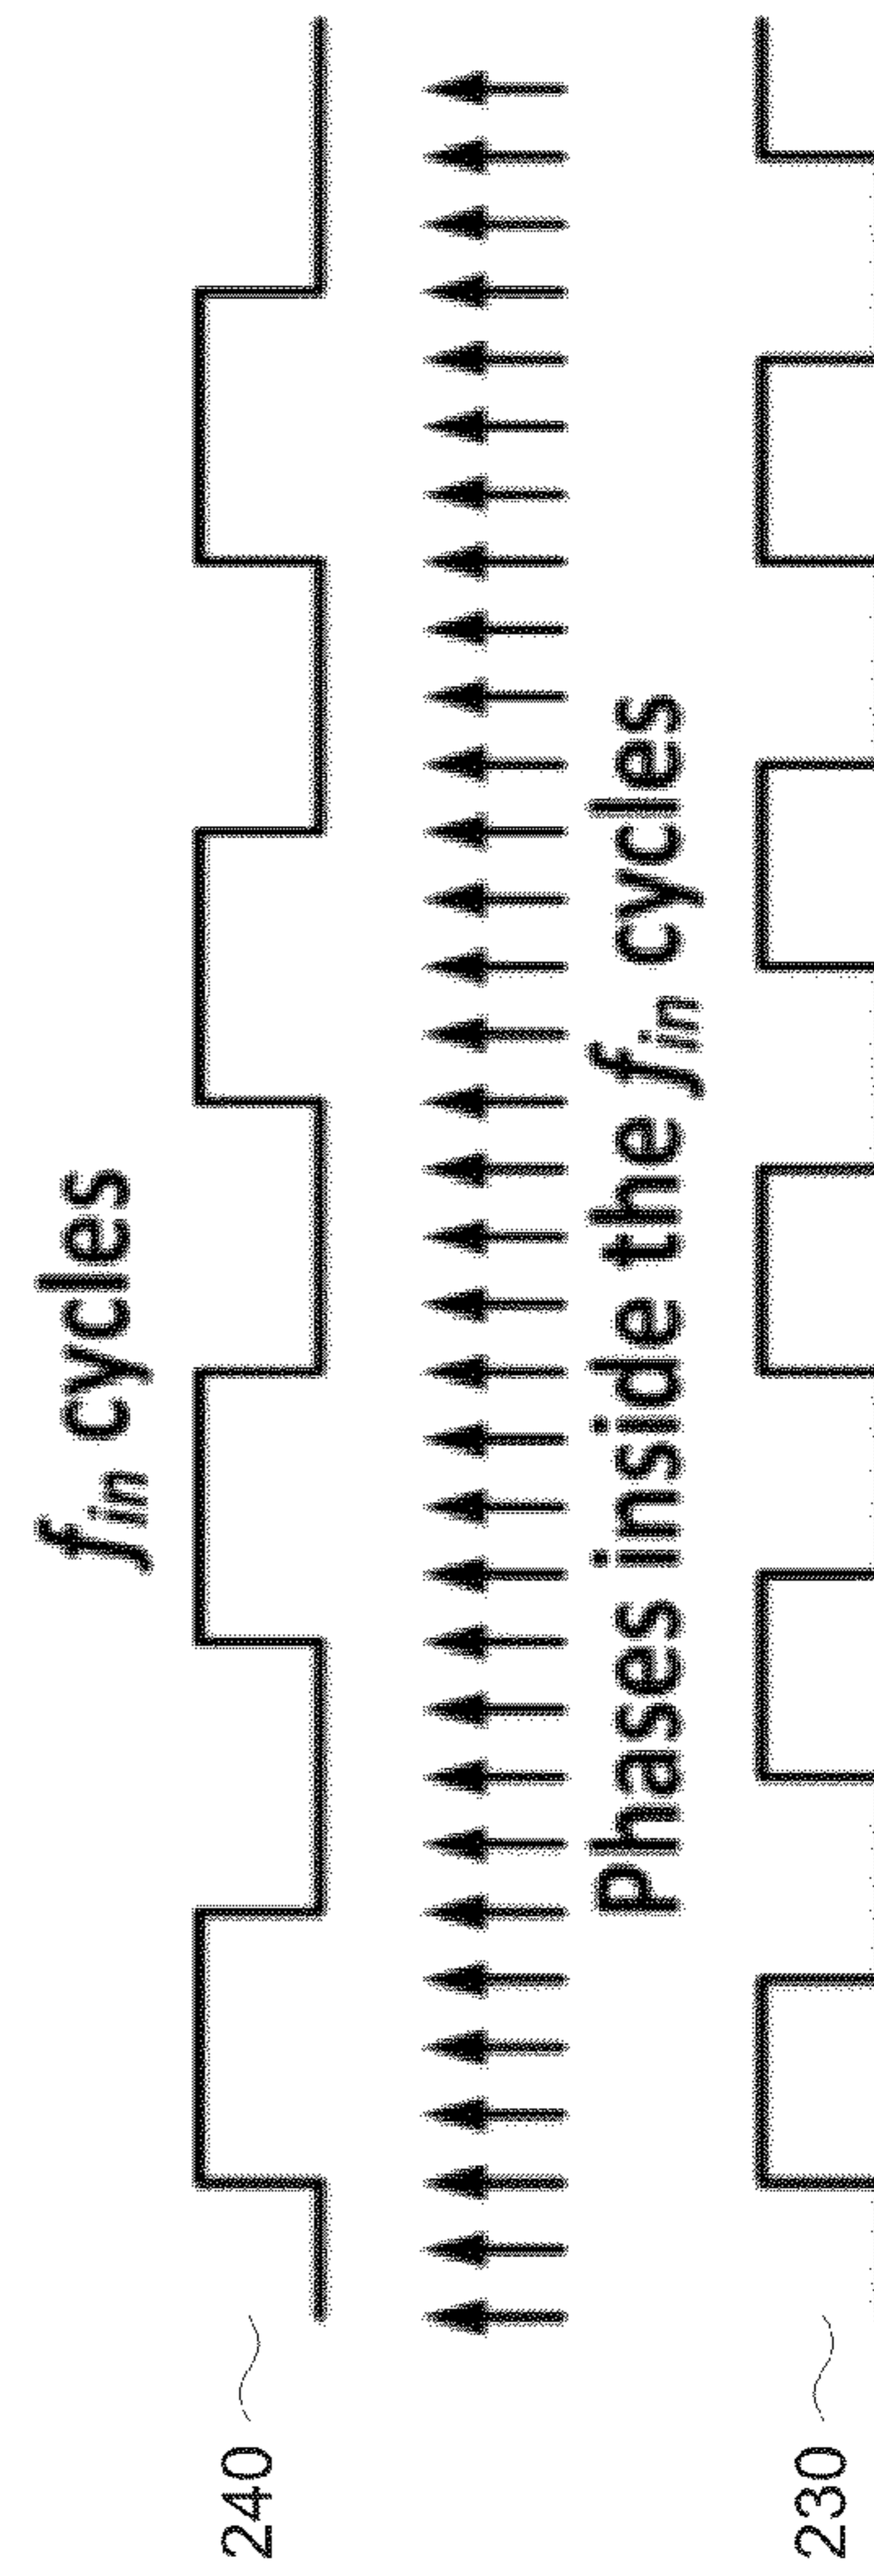 f_in cycles
240
Phases inside the f_in cycles
230